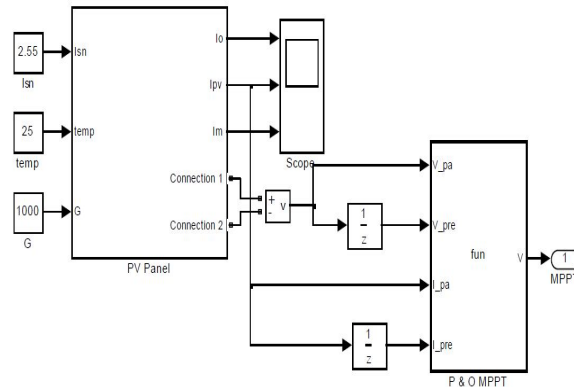 2.55
Isn
25
temp
1000
G
Isn
temp
G
Io
Ipv
Im
Connection 1
Connection 2
PV Panel
Scope
+
-
v
1
z
1
z
V_pa
V_pre
I_pa
I_pre
fun
V
P & O MPPT
1
MPPT